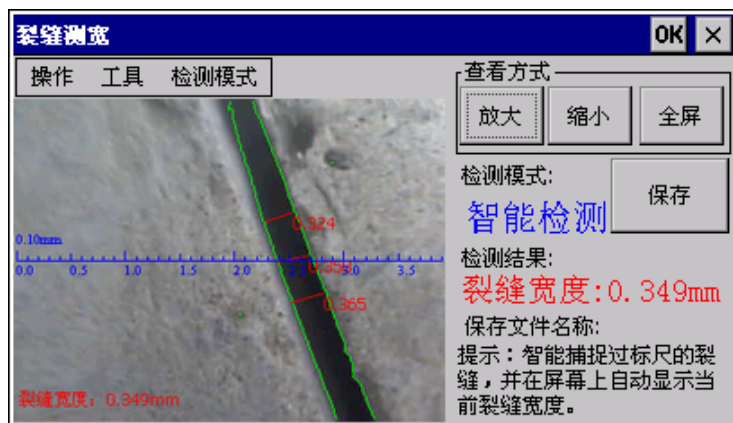 裂缝测宽
OK
操作 工具 检测模式
查看方式
放大 缩小 全屏
检测模式:
智能检测
保存
检测结果:
裂缝宽度:0.349mm
保存文件名称:
提示:智能捕捉过标尺的裂
缝,并在屏幕上自动显示当
前裂缝宽度。
0.324
0.10mm
0.0 0.5 1.0 1.5 2.0 2.5 3.0 3.5
0.365
裂缝宽度: 0.349mm